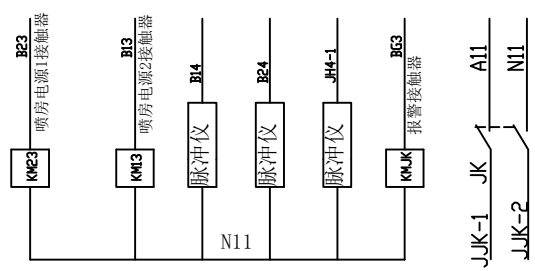 B23
喷房电源1接触器
KM23
B13
喷房电源2接触器
KM13
B14
脉冲仪
B24
脉冲仪
JH4-1
脉冲仪
BG3
报警接触器
KMJK
N11
A11
N11
JK
JJK-1
JJK-2